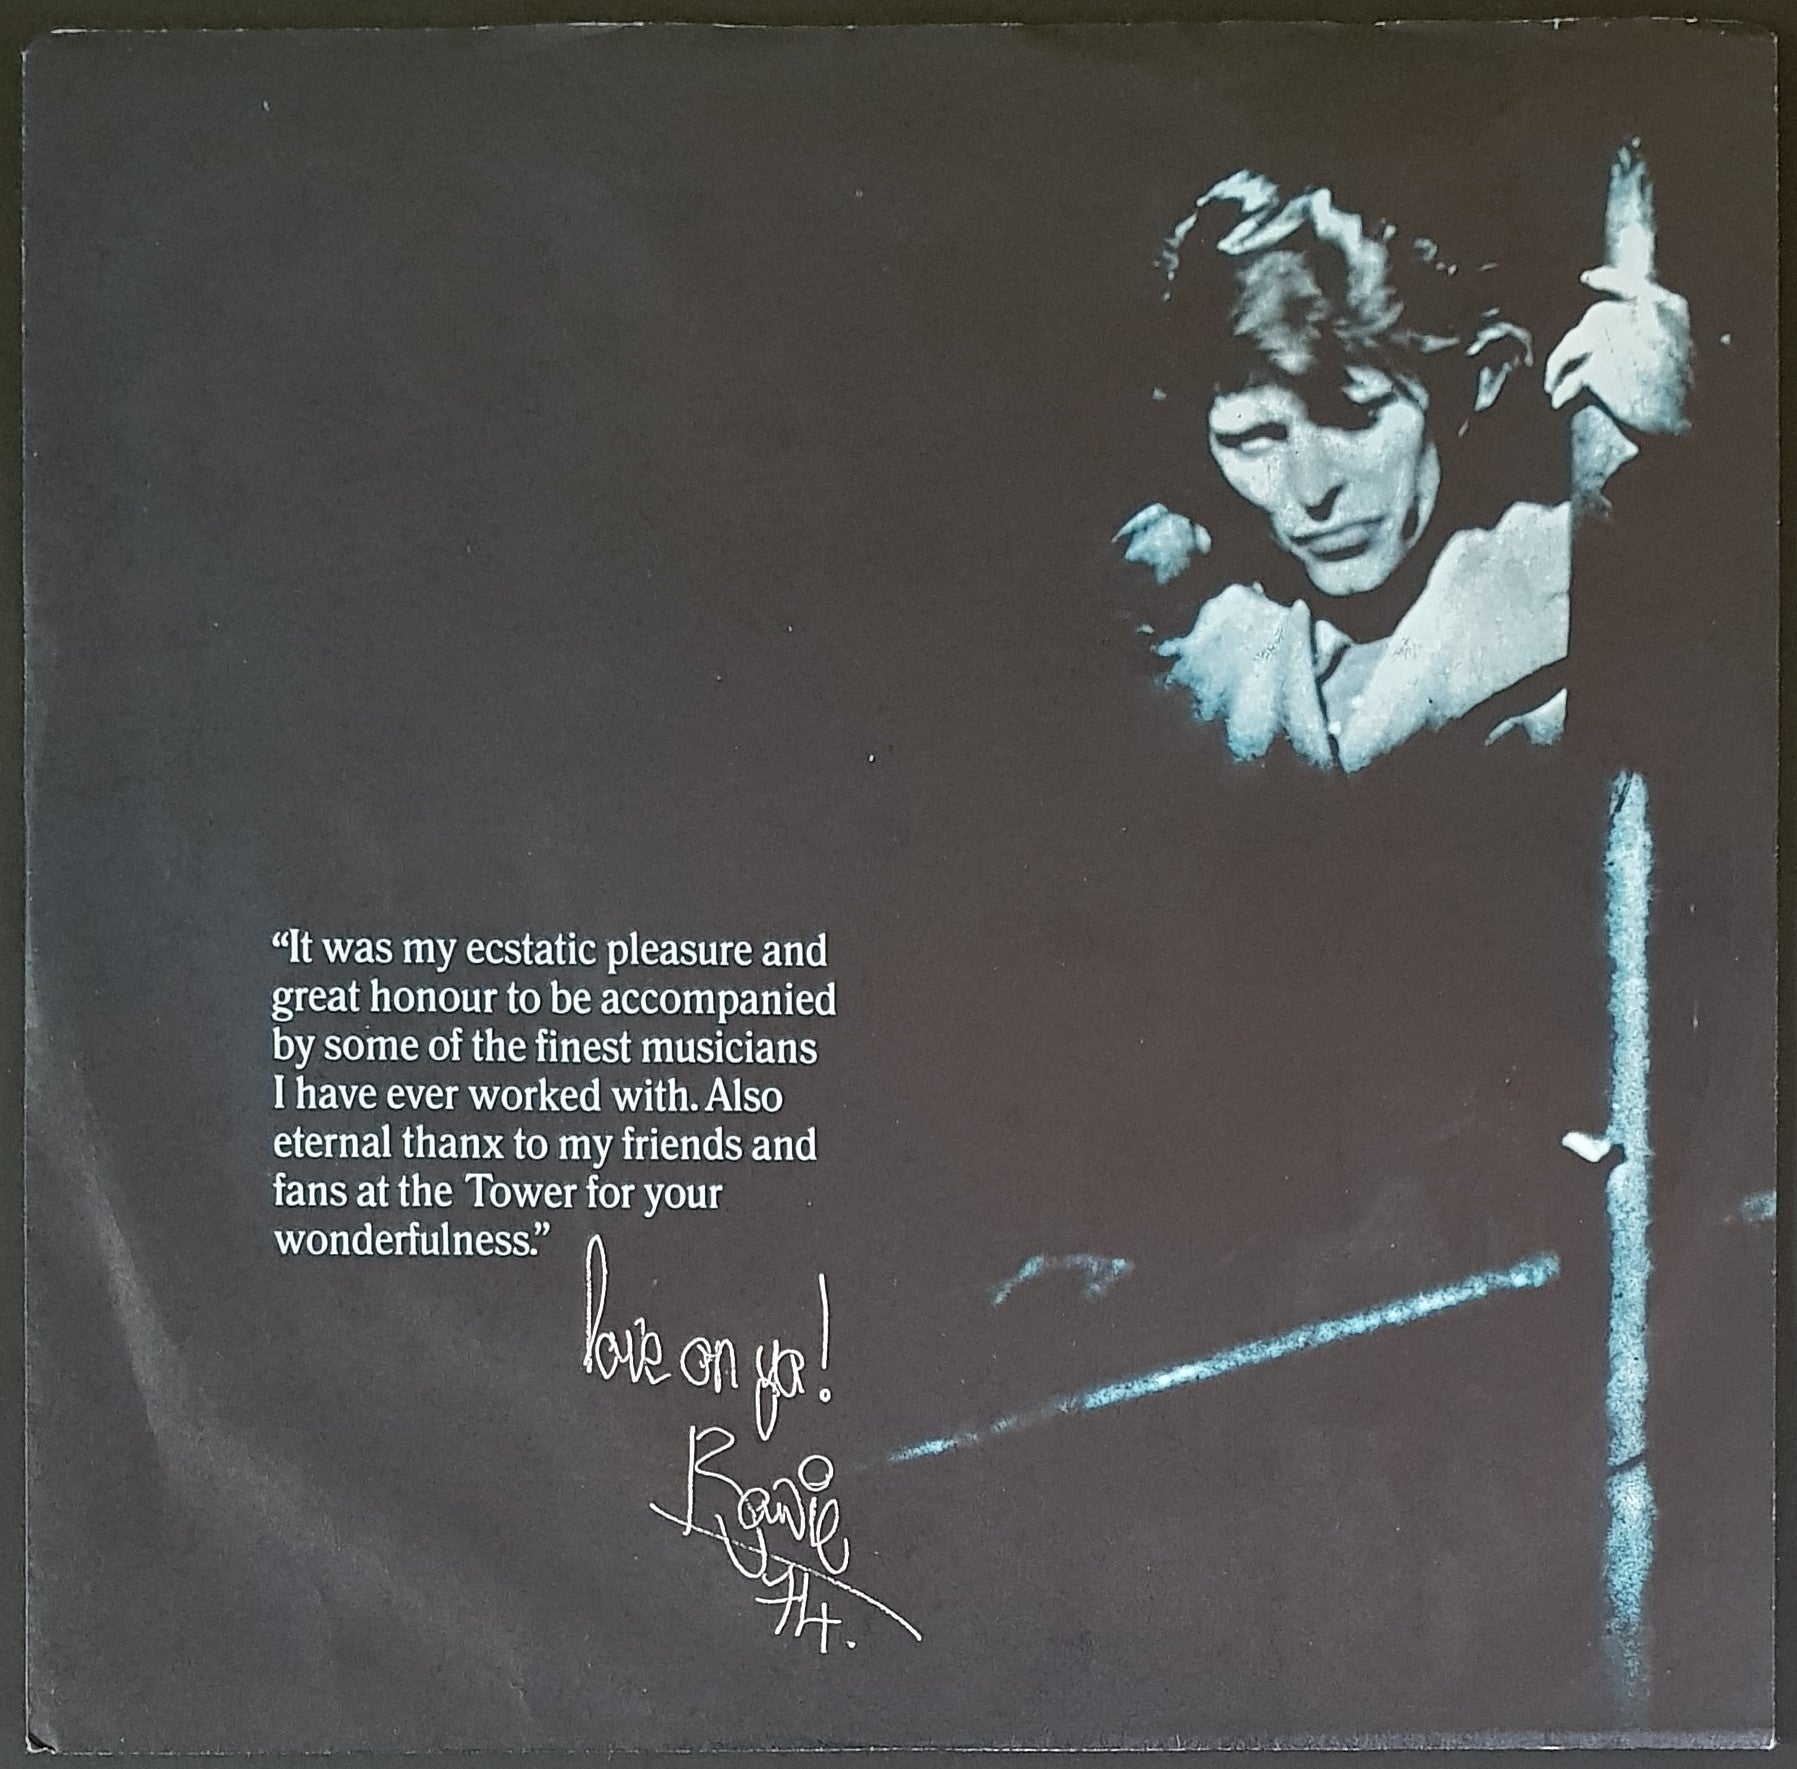 “It was my ecstatic pleasure and
great honour to be accompanied
by some of the finest musicians
I have ever worked with. Also
eternal thanx to my friends and
fans at the Tower for your
wonderfulness.”
love on ya!
Bowie
74.